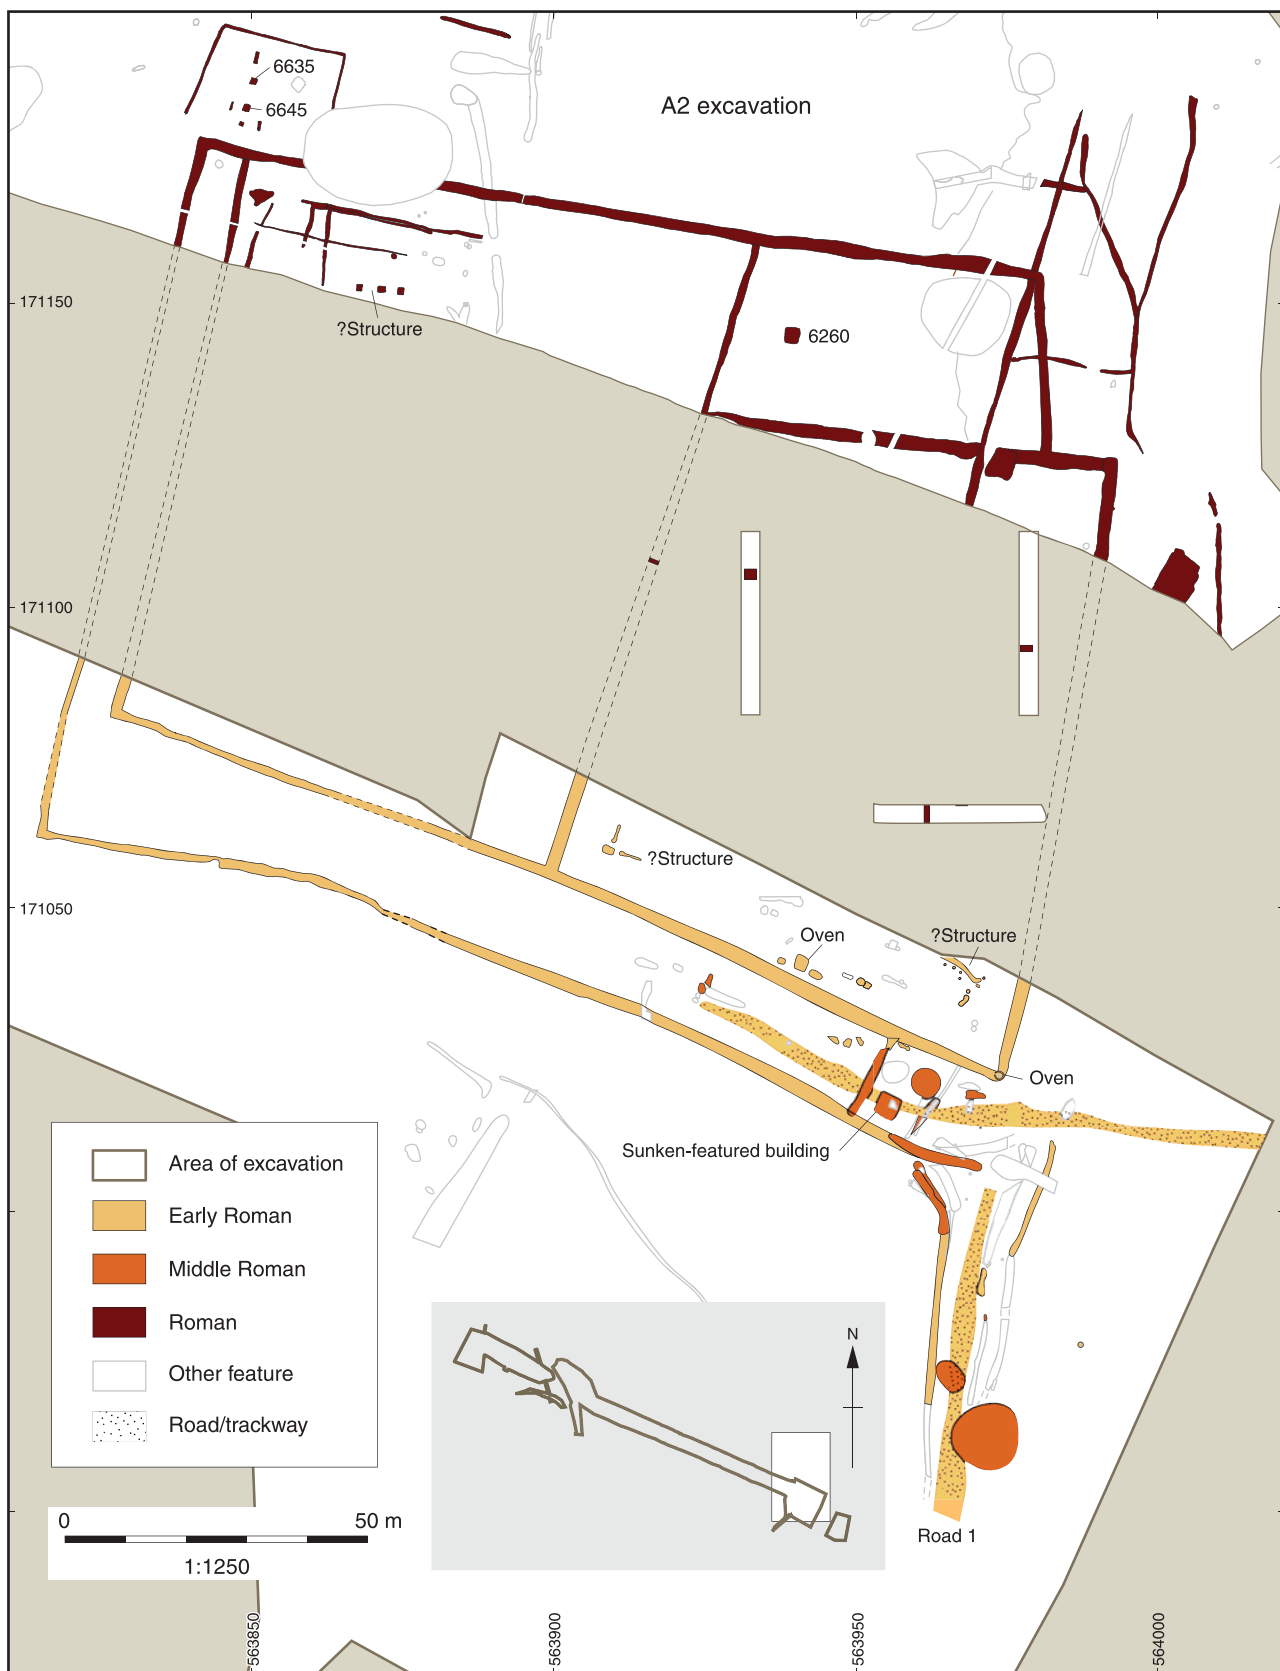 6635
6645
A2 excavation
171150
?Structure
6260
171100
?Structure
171050
Oven
?Structure
Oven
Sunken-featured building
Area of excavation
Early Roman
Middle Roman
Roman
Other feature
Road/trackway
N
0 50 m
1:1250
Road 1
563850
563900
563950
564000